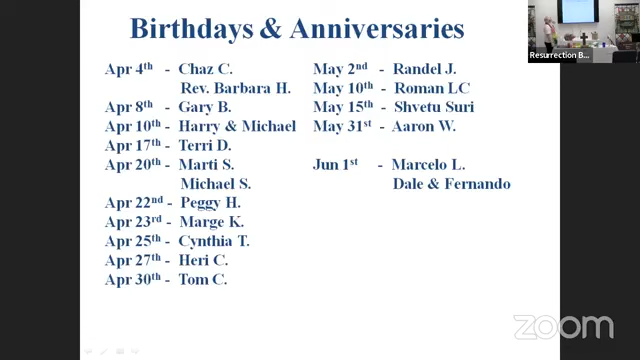 Birthdays & Anniversaries
Apr 4th - Chaz C.
Rev. Barbara H.
Apr 8th - Gary B.
Apr 10th - Harry & Michael
Apr 17th - Terri D.
Apr 20th - Marti S.
Michael S.
Apr 22nd - Peggy H.
Apr 23rd - Marge K.
Apr 25th - Cynthia T.
Apr 27th - Heri C.
Apr 30th - Tom C.
May 2nd - Randel J.
May 10th - Roman LC
May 15th - Shvetu Suri
May 31st - Aaron W.
Jun 1st - Marcelo L.
Dale & Fernando
Resurrection B...
zoom